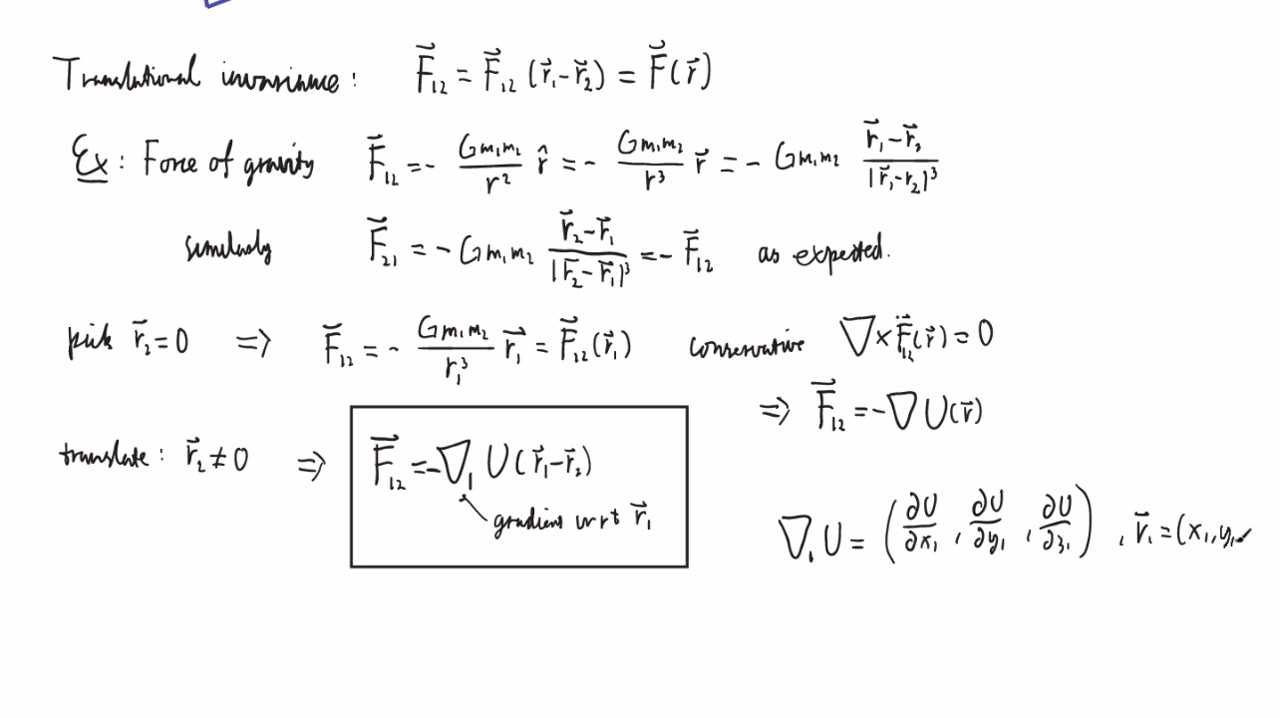 Translational invariance: F⃗₁₂ = F⃗₁₂ (r⃗₁-r⃗₂) = F⃗(r⃗)
Ex: Force of gravity F⃗₁₂ = - Gm₁m₂/r² r̂ = - Gm₁m₂/r³ r⃗ = - Gm₁m₂ (r⃗₁-r⃗₂)/|r⃗₁-r₂|³
similarly F⃗₂₁ = - Gm₁m₂ (r⃗₂-r⃗₁)/|r⃗₂-r⃗₁|³ = - F⃗₁₂ as expected.
pick r⃗₂=0 ⇒ F⃗₁₂ = - Gm₁m₂/r₁³ r⃗₁ = F⃗₁₂(r⃗₁) conservative ∇×F⃗₁₂(r⃗) = 0
⇒ F⃗₁₂ = -∇U(r⃗)
translate: r⃗₂≠0 ⇒ F⃗₁₂ = -∇₁ U(r⃗₁-r⃗₂)
gradient wrt r⃗₁
∇₁U = (∂U/∂x₁, ∂U/∂y₁, ∂U/∂z₁), r⃗₁=(x₁,y₁,